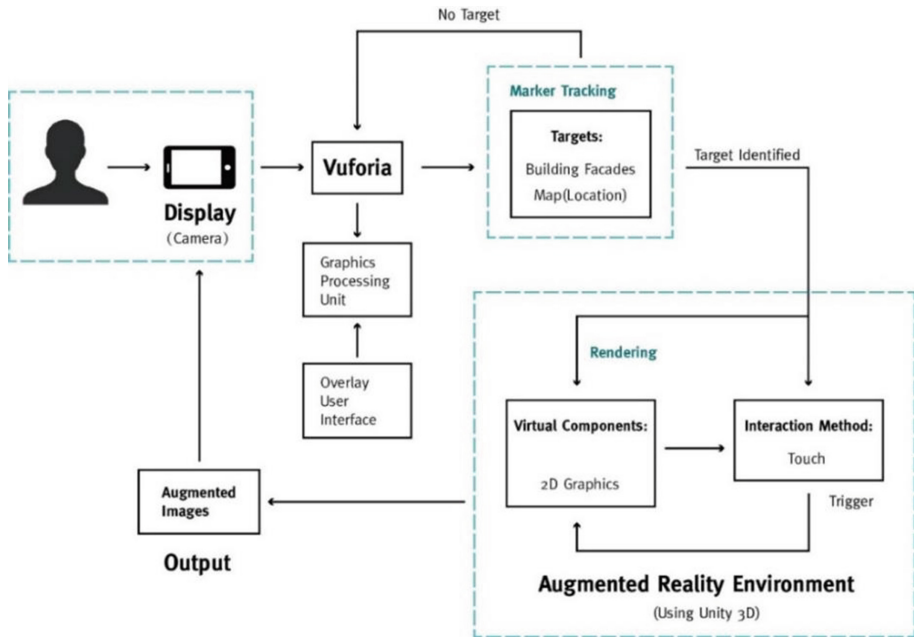 No Target
Marker Tracking
Targets:
Building Facades
Map(Location)
Target Identified
Vuforia
Display
(Camera)
Graphics
Processing
Unit
Overlay
User
Interface
Rendering
Virtual Components:
2D Graphics
Interaction Method:
Touch
Trigger
Augmented
Images
Output
Augmented Reality Environment
(Using Unity 3D)